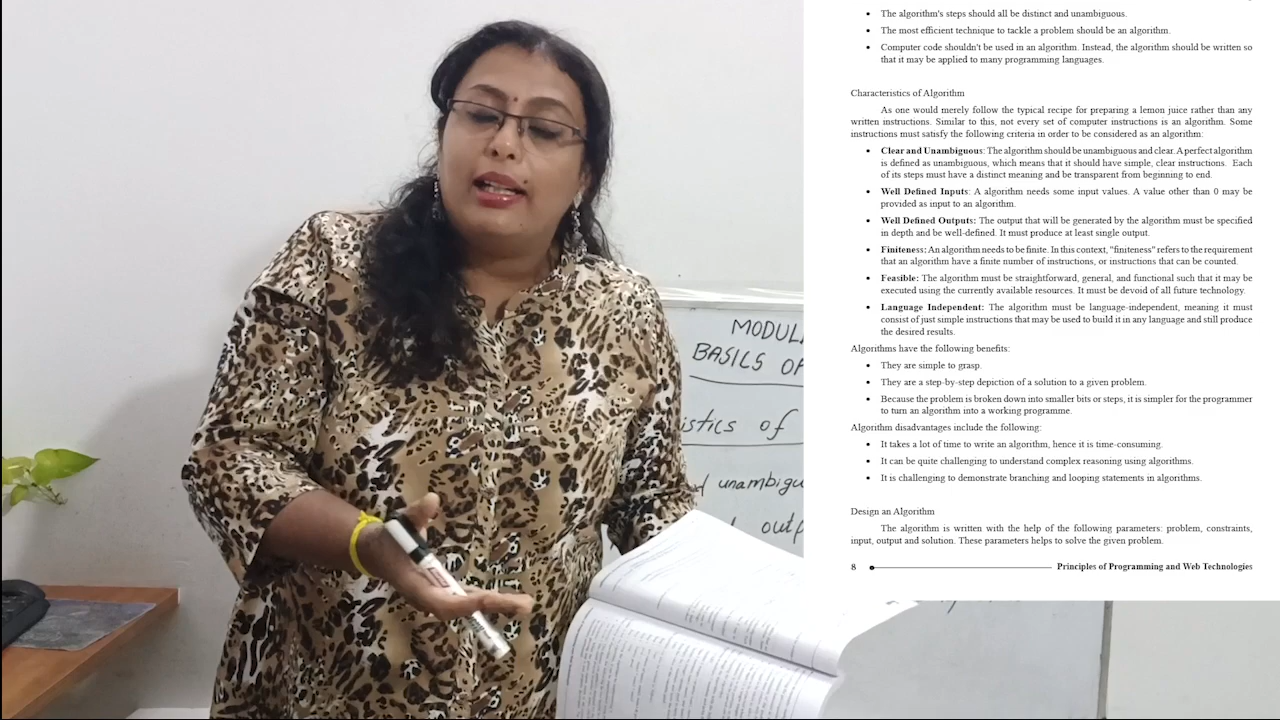 • The algorithm's steps should all be distinct and unambiguous.
• The most efficient technique to tackle a problem should be an algorithm.
• Computer code shouldn't be used in an algorithm. Instead, the algorithm should be written so
that it may be applied to many programming languages.
Characteristics of Algorithm
As one would merely follow the typical recipe for preparing a lemon juice rather than any
written instructions. Similar to this, not every set of computer instructions is an algorithm. Some
instructions must satisfy the following criteria in order to be considered as an algorithm:
• Clear and Unambiguous: The algorithm should be unambiguous and clear. A perfect algorithm
is defined as unambiguous, which means that it should have simple, clear instructions. Each
of its steps must have a distinct meaning and be transparent from beginning to end.
• Well Defined Inputs: A algorithm needs some input values. A value other than 0 may be
provided as input to an algorithm.
• Well Defined Outputs: The output that will be generated by the algorithm must be specified
in depth and be well-defined. It must produce at least single output.
• Finiteness: An algorithm needs to be finite. In this context, "finiteness" refers to the requirement
that an algorithm have a finite number of instructions, or instructions that can be counted.
• Feasible: The algorithm must be straightforward, general, and functional such that it may be
executed using the currently available resources. It must be devoid of all future technology.
• Language Independent: The algorithm must be language-independent, meaning it must
consist of just simple instructions that may be used to build it in any language and still produce
the desired results.
Algorithms have the following benefits:
• They are simple to grasp.
• They are a step-by-step depiction of a solution to a given problem.
• Because the problem is broken down into smaller bits or steps, it is simpler for the programmer
to turn an algorithm into a working programme.
Algorithm disadvantages include the following:
• It takes a lot of time to write an algorithm, hence it is time-consuming.
• It can be quite challenging to understand complex reasoning using algorithms.
• It is challenging to demonstrate branching and looping statements in algorithms.
Design an Algorithm
The algorithm is written with the help of the following parameters: problem, constraints,
input, output and solution. These parameters helps to solve the given problem.
8 Principles of Programming and Web Technologies
MODUL
BASICS OF
istics of
unambigu
outp